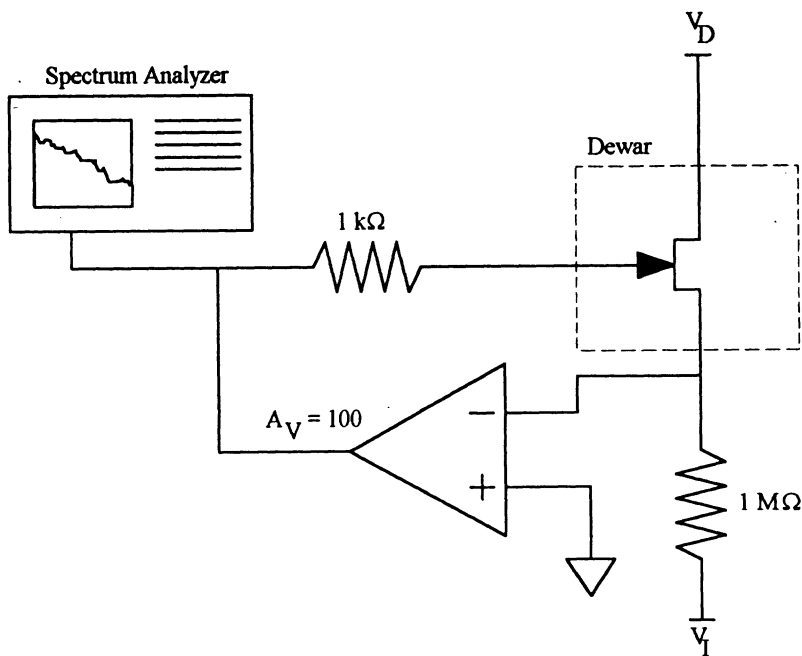 V_D
Spectrum Analyzer
Dewar
1 kΩ
A_V = 100
−
+
1 MΩ
V_I